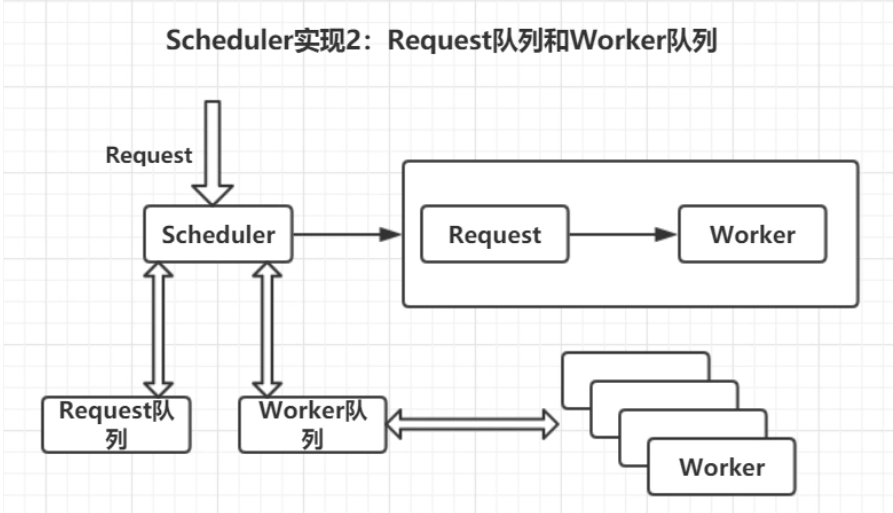 Scheduler实现2：Request队列和Worker队列
Request
Scheduler
Request
Worker
Request队
列
Worker队
列
Worker